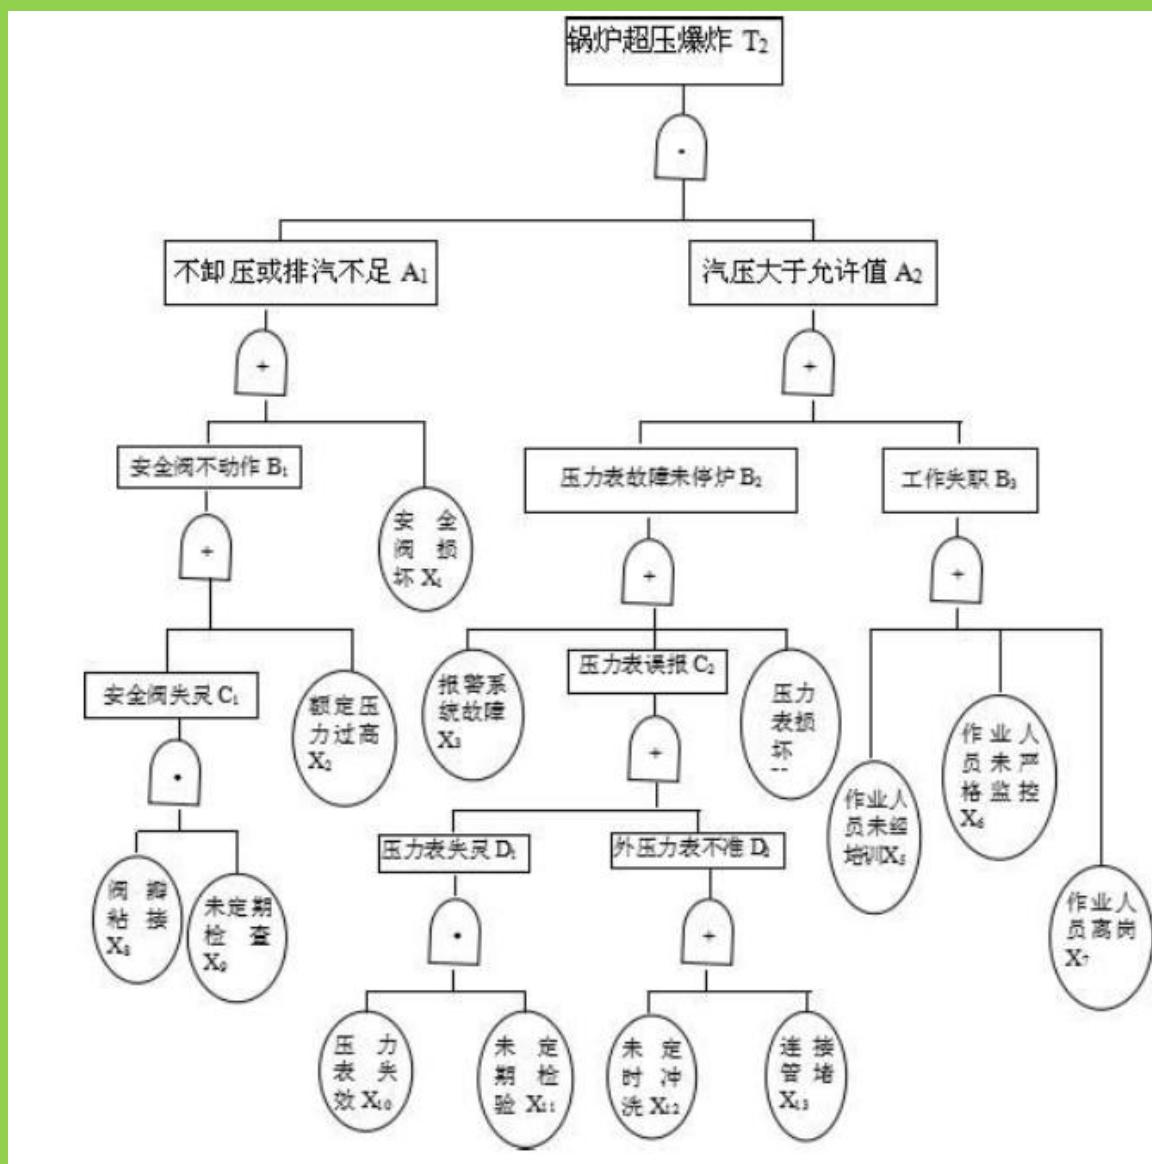 锅炉超压爆炸 T₂
·
不卸压或排汽不足 A₁
汽压大于允许值 A₂
+
+
安全阀不动作 B₁
压力表故障未停炉 B₂
工作失职 B₃
安全
阀损
坏 X₁
+
+
+
安全阀失灵 C₁
额定压
力过高
X₂
报警系
统故障
X₃
压力表误报 C₂
压力
表损
坏
作业人
员未经
培训X₅
作业人
员未严
格监控
X₆
作业人
员离岗
X₇
·
+
压力表失灵 D₁
外压力表不准 D₂
阀瓣
粘接
X₈
未定期
检查
X₉
·
+
压力
表失
效 X₁₀
未定
期检
验 X₁₁
未定
时冲
洗 X₁₂
连接
管堵
X₁₃